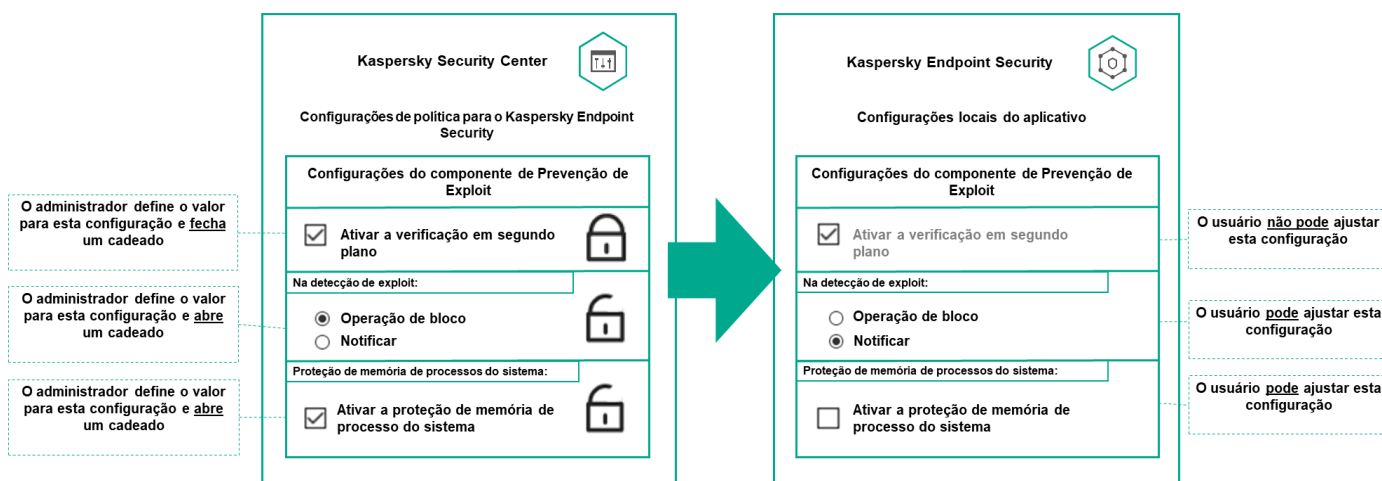 Kaspersky Security Center
Configurações de política para o Kaspersky Endpoint
Security
Configurações do componente de Prevenção de
Exploit
O administrador define o valor
para esta configuração e fecha
um cadeado
Ativar a verificação em segundo
plano
Na detecção de exploit:
O administrador define o valor
para esta configuração e abre
um cadeado
Operação de bloco
Notificar
Proteção de memória de processos do sistema:
O administrador define o valor
para esta configuração e abre
um cadeado
Ativar a proteção de memória de
processo do sistema
Kaspersky Endpoint Security
Configurações locais do aplicativo
Configurações do componente de Prevenção de
Exploit
Ativar a verificação em segundo
plano
O usuário não pode ajustar
esta configuração
Na detecção de exploit:
Operação de bloco
Notificar
O usuário pode ajustar esta
configuração
Proteção de memória de processos do sistema:
Ativar a proteção de memória de
processo do sistema
O usuário pode ajustar esta
configuração